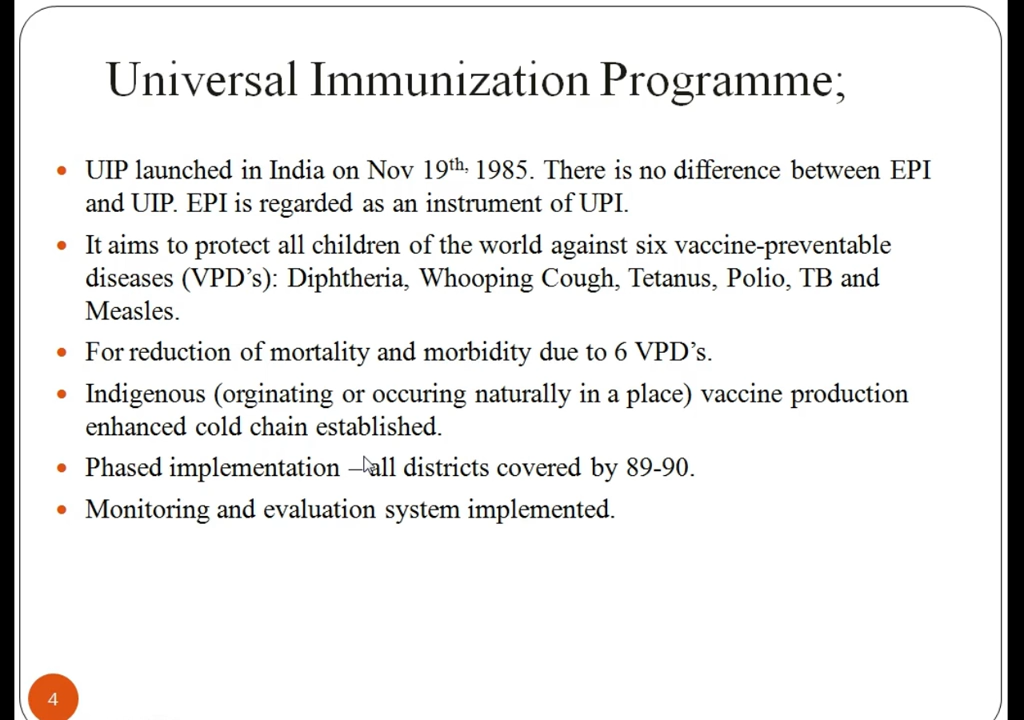 Universal Immunization Programme;
• UIP launched in India on Nov 19th, 1985. There is no difference between EPI
and UIP. EPI is regarded as an instrument of UPI.
• It aims to protect all children of the world against six vaccine-preventable
diseases (VPD’s): Diphtheria, Whooping Cough, Tetanus, Polio, TB and
Measles.
• For reduction of mortality and morbidity due to 6 VPD’s.
• Indigenous (orginating or occuring naturally in a place) vaccine production
enhanced cold chain established.
• Phased implementation –all districts covered by 89-90.
• Monitoring and evaluation system implemented.
4